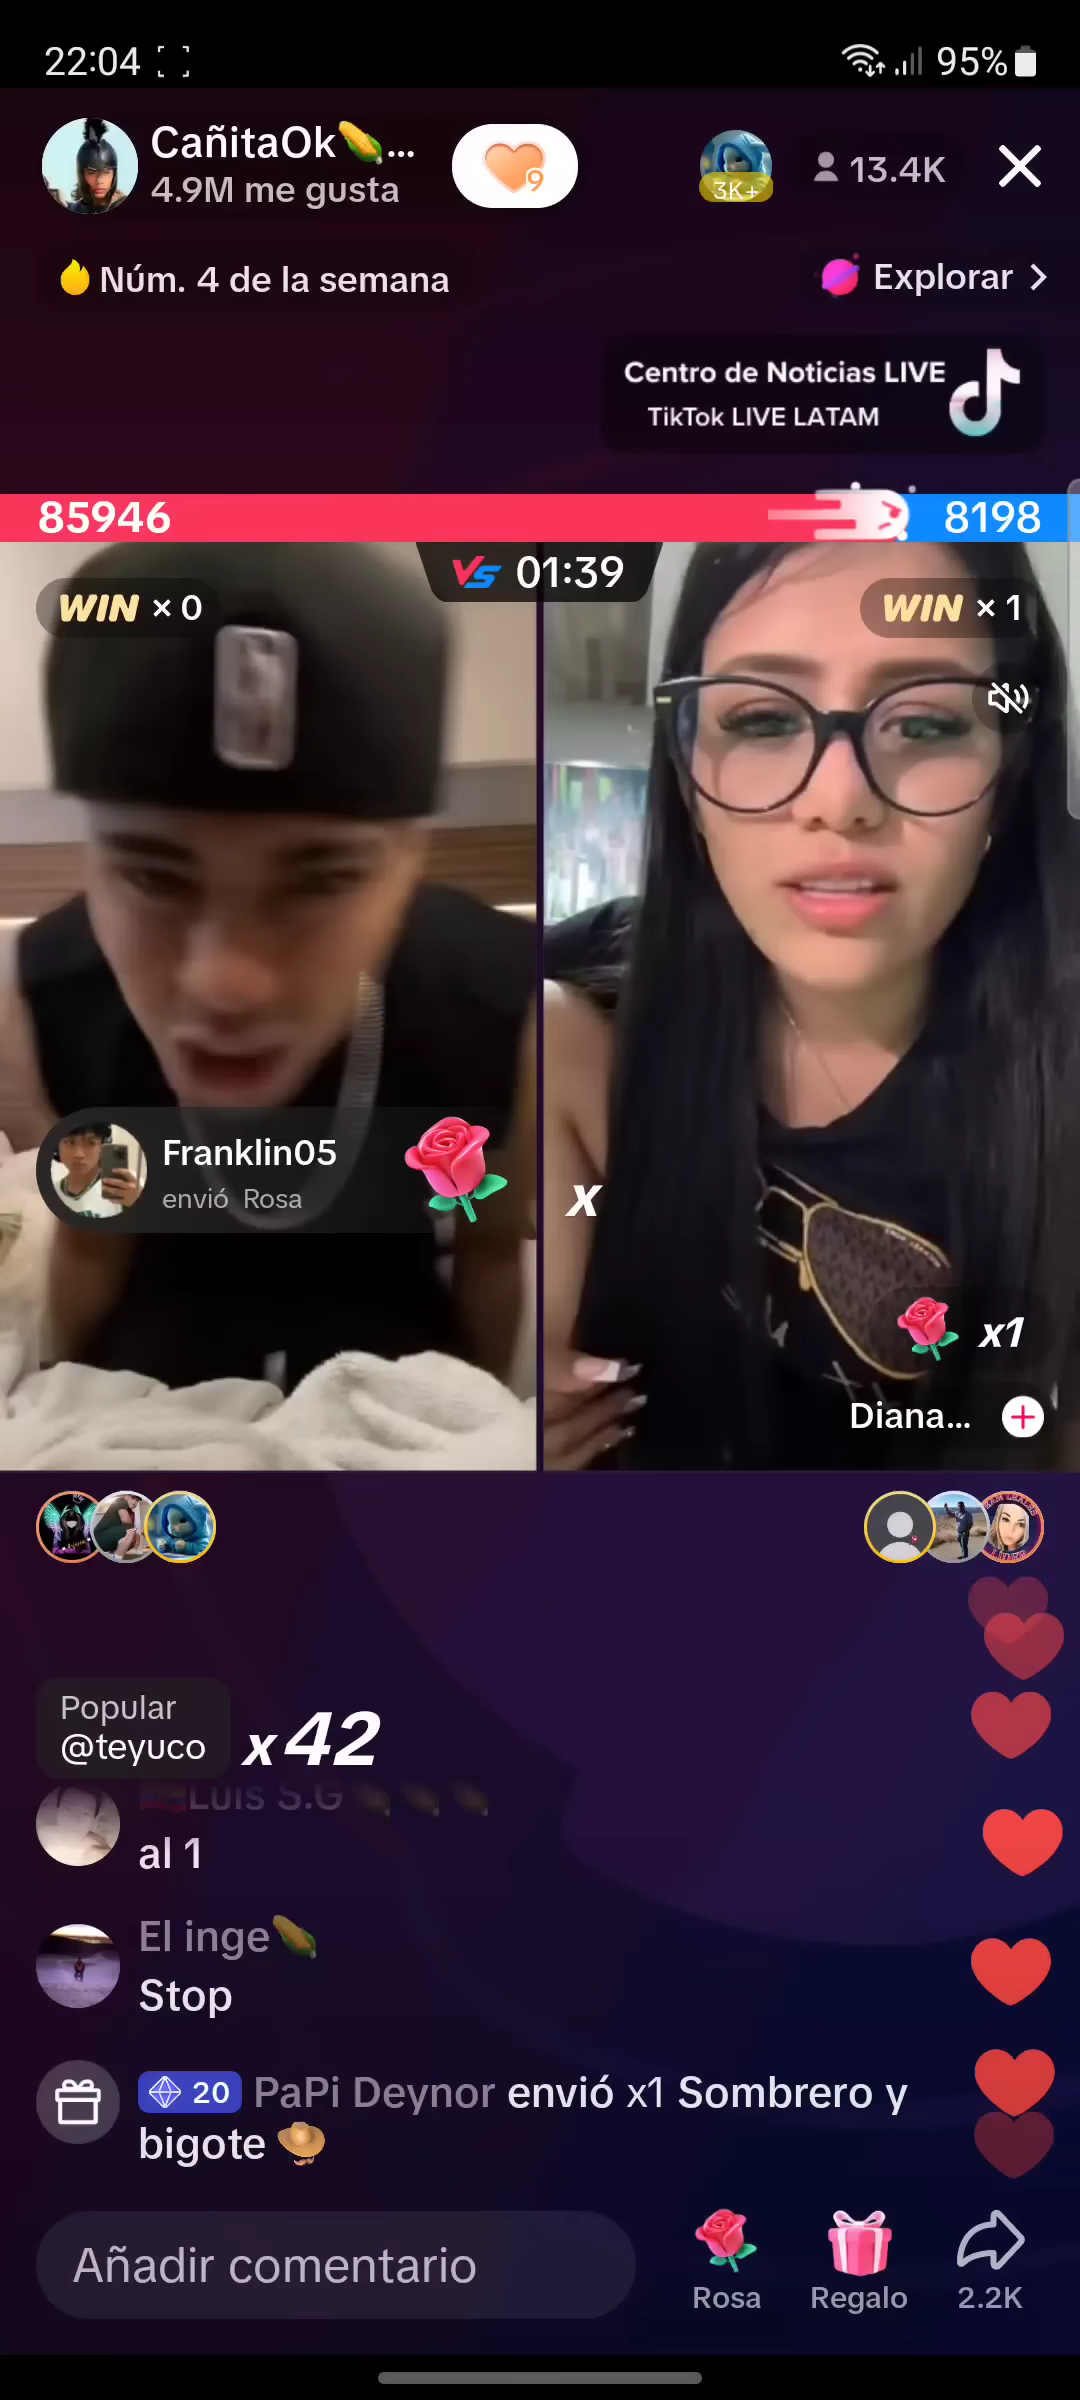 22:04
95%
CañitaOk🌽...
4.9M me gusta
9
3K+
13.4K
Núm. 4 de la semana
Explorar >
Centro de Noticias LIVE
TikTok LIVE LATAM
85946
8198
VS 01:39
WIN × 0
WIN × 1
Franklin05
envió Rosa
x
x1
Diana...
Popular
@teyuco
x42
Luis S.G
al 1
El inge🌽
Stop
20 PaPi Deynor envió x1 Sombrero y
bigote
Añadir comentario
Rosa
Regalo
2.2K